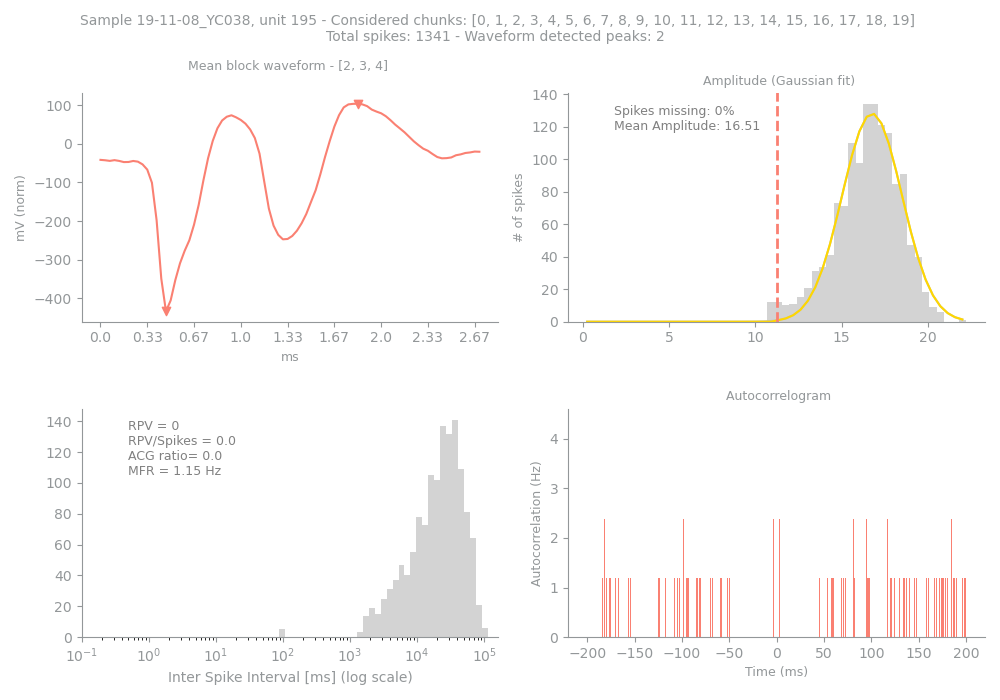 Sample 19-11-08_YC038, unit 195 - Considered chunks: [0, 1, 2, 3, 4, 5, 6, 7, 8, 9, 10, 11, 12, 13, 14, 15, 16, 17, 18, 19]
Total spikes: 1341 - Waveform detected peaks: 2
Mean block waveform - [2, 3, 4]
100
0
−100
−200
−300
−400
mV (norm)
0.0 0.33 0.67 1.0 1.33 1.67 2.0 2.33 2.67
ms
Amplitude (Gaussian fit)
Spikes missing: 0%
Mean Amplitude: 16.51
140
120
100
80
60
40
20
0
# of spikes
0 5 10 15 20
RPV = 0
RPV/Spikes = 0.0
ACG ratio= 0.0
MFR = 1.15 Hz
140
120
100
80
60
40
20
0
10⁻¹ 10⁰ 10¹ 10² 10³ 10⁴ 10⁵
Inter Spike Interval [ms] (log scale)
Autocorrelogram
4
3
2
1
0
Autocorrelation (Hz)
−200 −150 −100 −50 0 50 100 150 200
Time (ms)